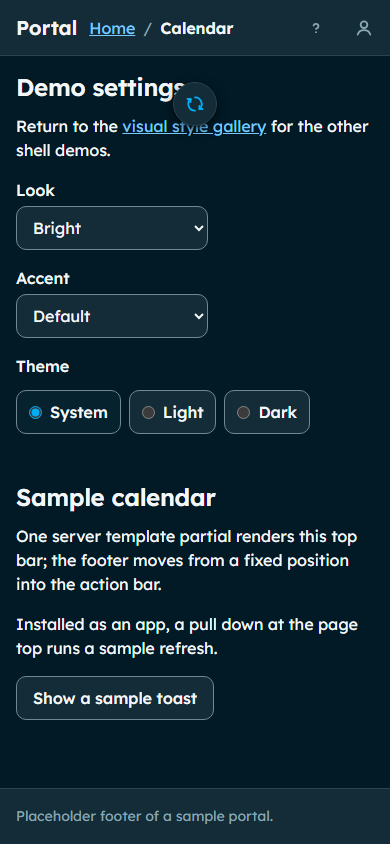 Portal Home / Calendar ?
Demo settings
Return to the visual style gallery for the other
shell demos.
Look
Bright
Accent
Default
Theme
System Light Dark
Sample calendar
One server template partial renders this top
bar; the footer moves from a fixed position
into the action bar.
Installed as an app, a pull down at the page
top runs a sample refresh.
Show a sample toast
Placeholder footer of a sample portal.